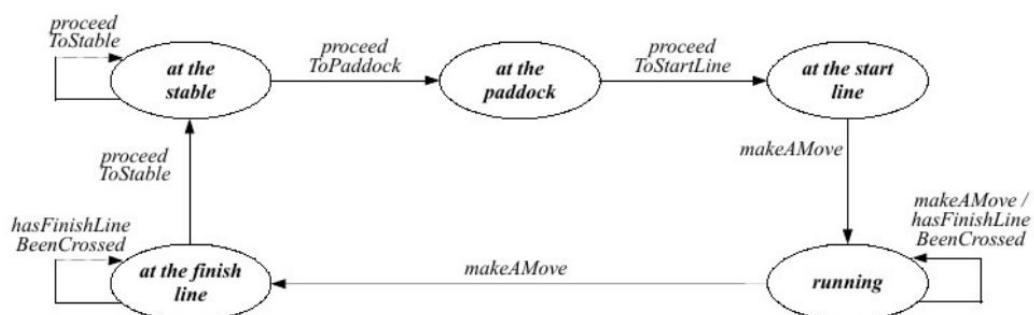 proceed
ToStable
at the
stable
proceed
ToPaddock
at the
paddock
proceed
ToStartLine
at the start
line
proceed
ToStable
makeAMove
hasFinishLine
BeenCrossed
at the finish
line
makeAMove
running
makeAMove /
hasFinishLine
BeenCrossed